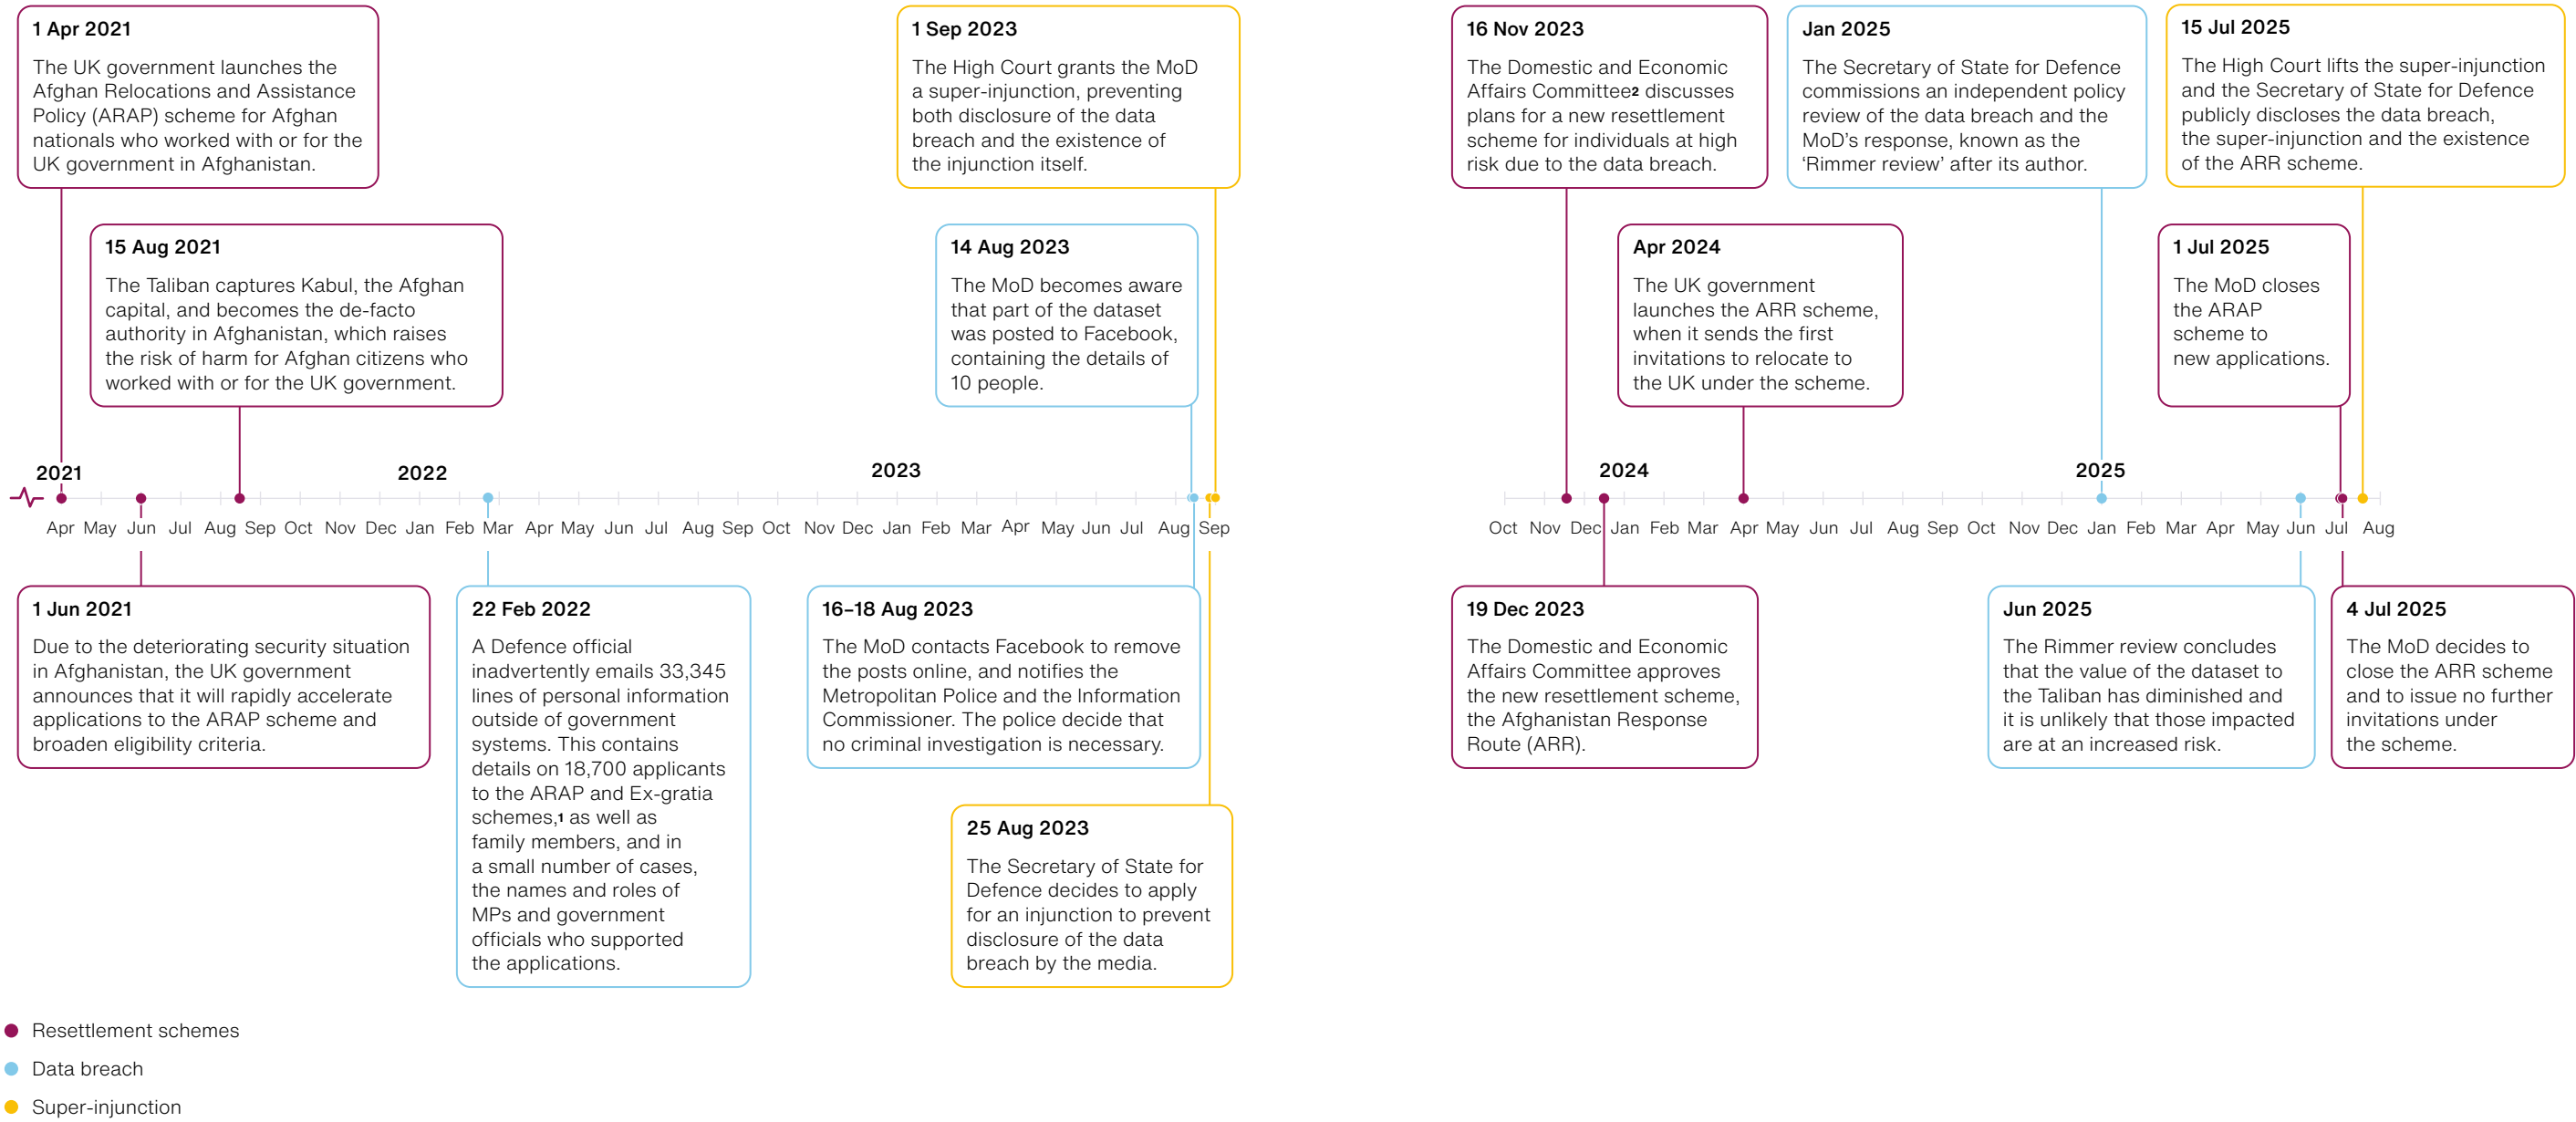 1 Apr 2021
The UK government launches the
Afghan Relocations and Assistance
Policy (ARAP) scheme for Afghan
nationals who worked with or for the
UK government in Afghanistan.
15 Aug 2021
The Taliban captures Kabul, the Afghan
capital, and becomes the de-facto
authority in Afghanistan, which raises
the risk of harm for Afghan citizens who
worked with or for the UK government.
1 Sep 2023
The High Court grants the MoD
a super-injunction, preventing
both disclosure of the data
breach and the existence of
the injunction itself.
14 Aug 2023
The MoD becomes aware
that part of the dataset
was posted to Facebook,
containing the details of
10 people.
16 Nov 2023
The Domestic and Economic
Affairs Committee2 discusses
plans for a new resettlement
scheme for individuals at high
risk due to the data breach.
Apr 2024
The UK government
launches the ARR scheme,
when it sends the first
invitations to relocate to
the UK under the scheme.
Jan 2025
The Secretary of State for Defence
commissions an independent policy
review of the data breach and the
MoD's response, known as the
‘Rimmer review’ after its author.
15 Jul 2025
The High Court lifts the super-injunction
and the Secretary of State for Defence
publicly discloses the data breach,
the super-injunction and the existence
of the ARR scheme.
1 Jul 2025
The MoD closes
the ARAP
scheme to
new applications.
2021 2022 2023 2024 2025
Apr May Jun Jul Aug Sep Oct Nov Dec Jan Feb Mar Apr May Jun Jul Aug Sep Oct Nov Dec Jan Feb Mar Apr May Jun Jul Aug Sep
Oct Nov Dec Jan Feb Mar Apr May Jun Jul Aug Sep Oct Nov Dec Jan Feb Mar Apr May Jun Jul Aug
1 Jun 2021
Due to the deteriorating security situation
in Afghanistan, the UK government
announces that it will rapidly accelerate
applications to the ARAP scheme and
broaden eligibility criteria.
22 Feb 2022
A Defence official
inadvertently emails 33,345
lines of personal information
outside of government
systems. This contains
details on 18,700 applicants
to the ARAP and Ex-gratia
schemes,1 as well as
family members, and in
a small number of cases,
the names and roles of
MPs and government
officials who supported
the applications.
16–18 Aug 2023
The MoD contacts Facebook to remove
the posts online, and notifies the
Metropolitan Police and the Information
Commissioner. The police decide that
no criminal investigation is necessary.
25 Aug 2023
The Secretary of State for
Defence decides to apply
for an injunction to prevent
disclosure of the data
breach by the media.
19 Dec 2023
The Domestic and Economic
Affairs Committee approves
the new resettlement scheme,
the Afghanistan Response
Route (ARR).
Jun 2025
The Rimmer review concludes
that the value of the dataset to
the Taliban has diminished and
it is unlikely that those impacted
are at an increased risk.
4 Jul 2025
The MoD decides to
close the ARR scheme
and to issue no further
invitations under
the scheme.
Resettlement schemes
Data breach
Super-injunction